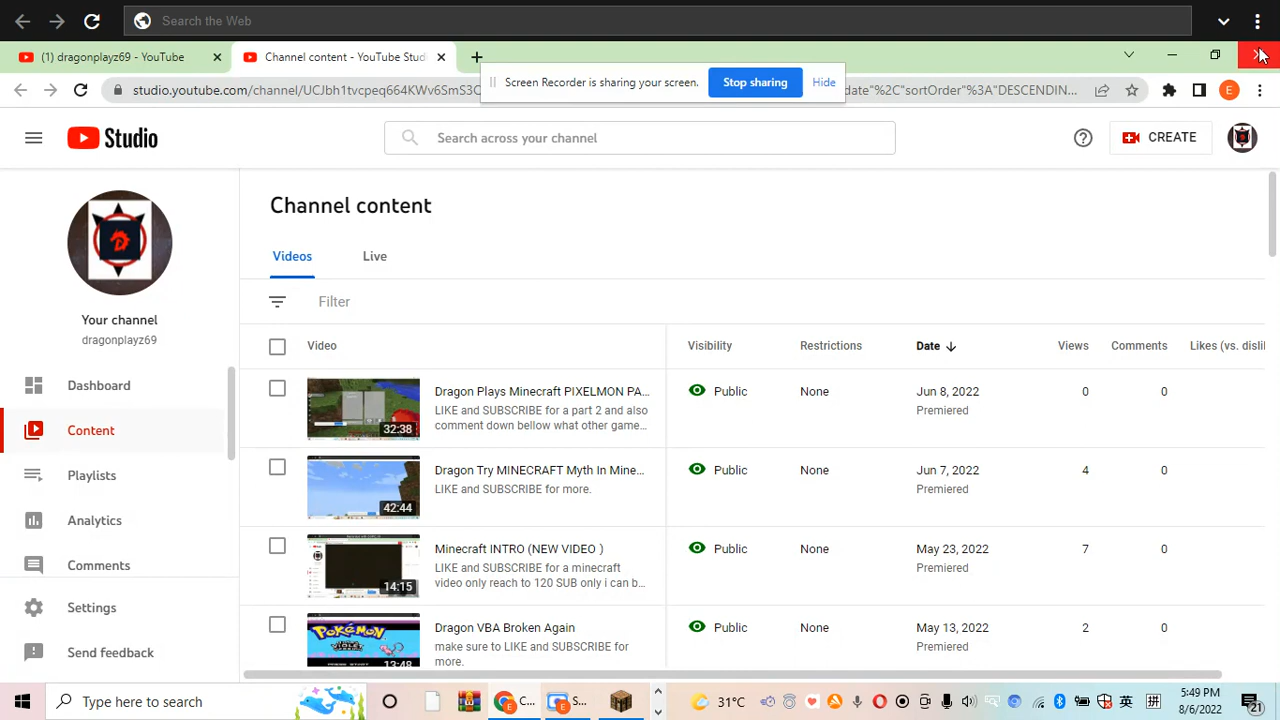 Search the Web
(1) dragonplayz69 - YouTube
Channel content - YouTube Stud
Screen Recorder is sharing your screen. Stop sharing Hide
studio.youtube.com/channel/
date"%2C"sortOrder"%3A"DESCENDIN...
E
Studio
Search across your channel
CREATE
Channel content
Videos Live
Your channel
dragonplayz69
Filter
Video Visibility Restrictions Date Views Comments Likes (vs. dislil
Dashboard
Content
Playlists
Analytics
Comments
Settings
Send feedback
Dragon Plays Minecraft PIXELMON PA... Public None Jun 8, 2022 0 0
LIKE and SUBSCRIBE for a part 2 and also Premiered
comment down bellow what other game...
32:38
Dragon Try MINECRAFT Myth In Mine... Public None Jun 7, 2022 4 0
LIKE and SUBSCRIBE for more. Premiered
42:44
Minecraft INTRO (NEW VIDEO ) Public None May 23, 2022 7 0
LIKE and SUBSCRIBE for a minecraft Premiered
video only reach to 120 SUB only i can b...
14:15
POKéMON
Dragon VBA Broken Again Public None May 13, 2022 0
make sure to LIKE and SUBSCRIBE for Premiered
more.
13:48
Type here to search
C...
S...
31°C
英
拼
5:49 PM
8/6/2022
21